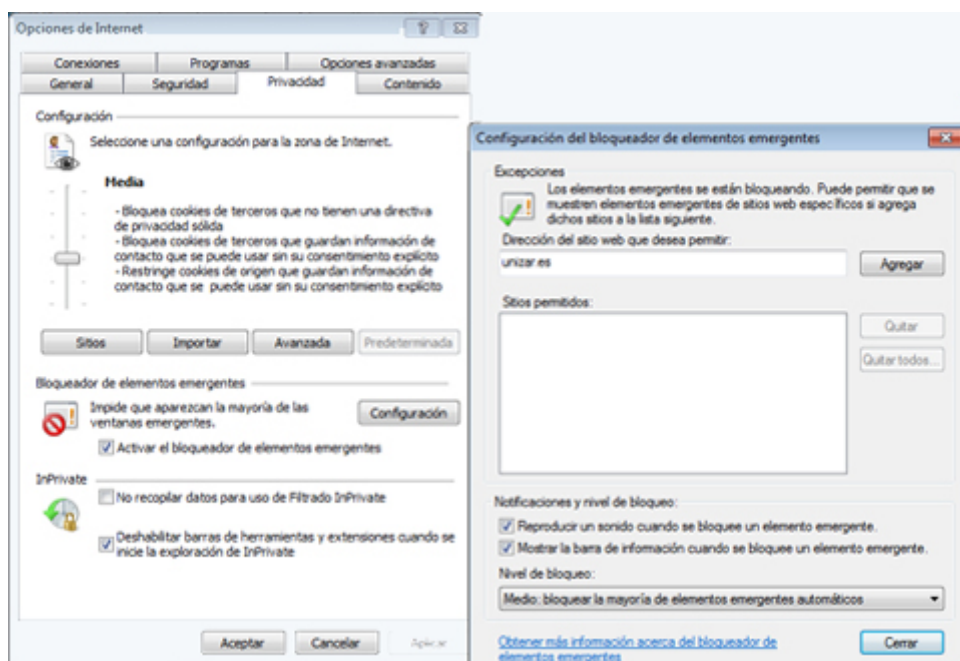 Opciones de Internet
Conexiones Programas Opciones avanzadas
General Seguridad Privacidad Contenido
Configuración
Seleccione una configuración para la zona de Internet.
Media
- Bloquea cookies de terceros que no tienen una directiva
de privacidad sólida
- Bloquea cookies de terceros que guardan información de
contacto que se puede usar sin su consentimiento explícito
- Restringe cookies de origen que guardan información de
contacto que se puede usar sin su consentimiento explícito
Sitios Importar Avanzada Predeterminada
Bloqueador de elementos emergentes
Impide que aparezcan la mayoría de las
ventanas emergentes.
Configuración
Activar el bloqueador de elementos emergentes
InPrivate
No recopilar datos para uso de Filtrado InPrivate
Deshabilitar barras de herramientas y extensiones cuando se
inicie la exploración de InPrivate
Aceptar Cancelar Aplicar
Configuración del bloqueador de elementos emergentes
Excepciones
Los elementos emergentes se están bloqueando. Puede permitir que se
muestren elementos emergentes de sitios web específicos si agrega
dichos sitios a la lista siguiente.
Dirección del sitio web que desea permitir:
unizar.es Agregar
Sitios permitidos:
Quitar
Quitar todos...
Notificaciones y nivel de bloqueo:
Reproducir un sonido cuando se bloquee un elemento emergente.
Mostrar la barra de información cuando se bloquee un elemento emergente.
Nivel de bloqueo:
Medio: bloquear la mayoría de elementos emergentes automáticos
Obtener más información acerca del bloqueador de
elementos emergentes
Cerrar